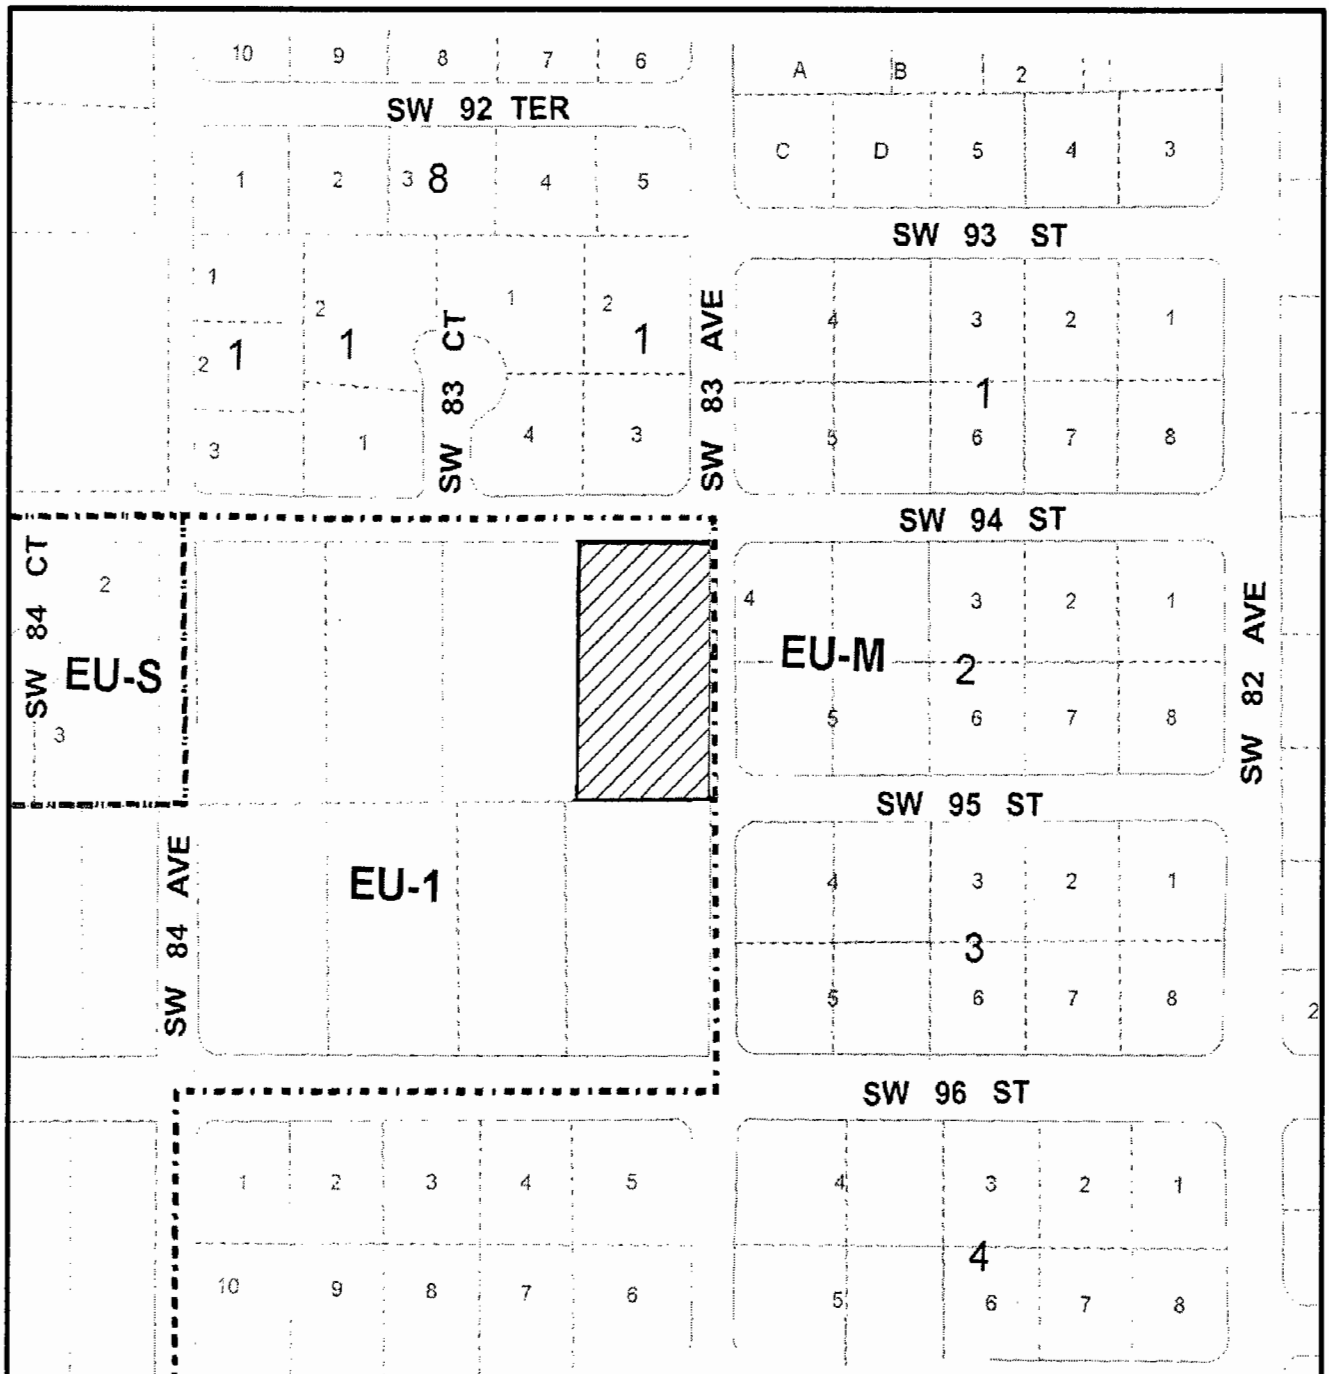 10 9 8 7 6
A B 2
SW 92 TER
C D 5 4 3
1 2 3 8 4 5
SW 93 ST
1
2 1 2
4 3 2 1
1 1 1
2
SW 83 CT
SW 83 AVE
1
3 1 4 3
5 6 7 8
SW 94 ST
SW 84 CT
2
4 3 2 1
SW 82 AVE
EU-S
EU-M
2
3
5 6 7 8
SW 95 ST
SW 84 AVE
EU-1
4 3 2 1
3
5 6 7 8
2
SW 96 ST
1 2 3 4 5
4 3 2 1
4
10 9 8 7 6
5 6 7 8